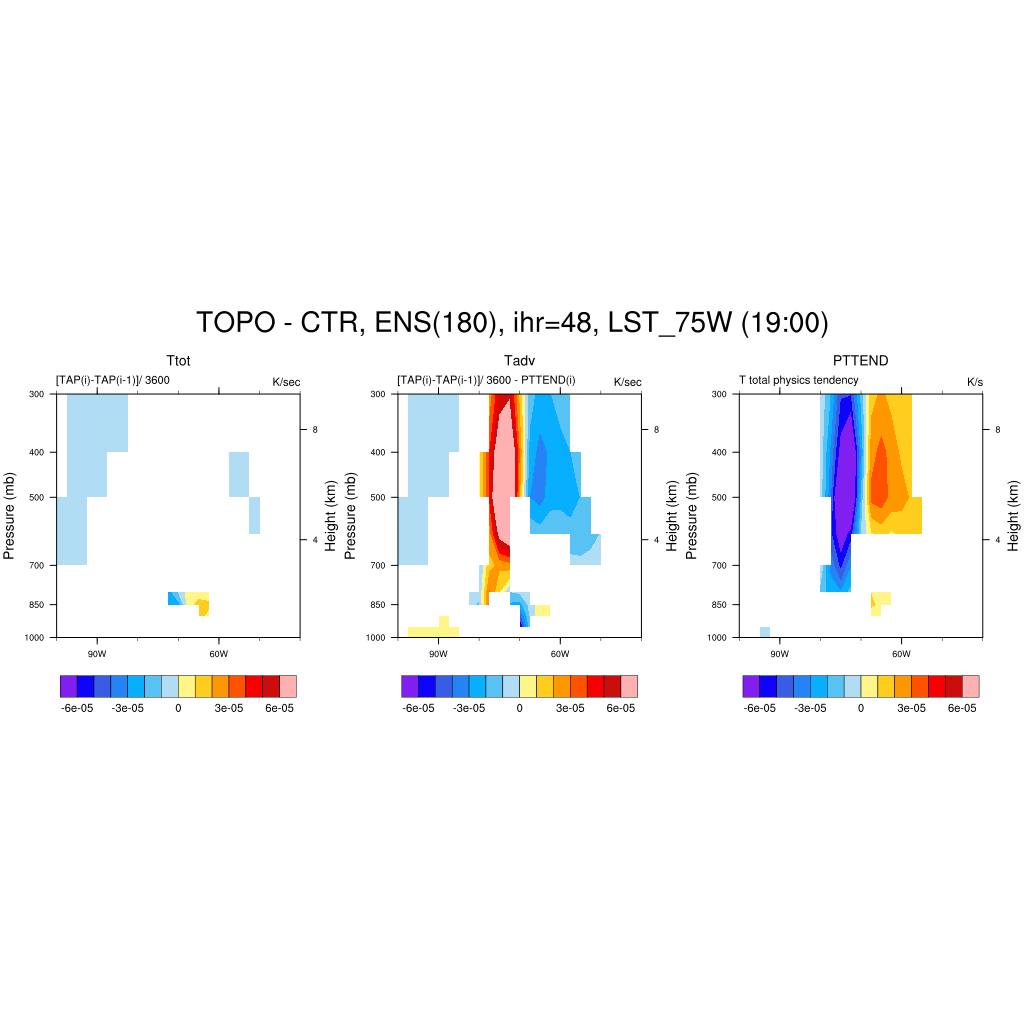 TOPO - CTR, ENS(180), ihr=48, LST_75W (19:00)
Ttot
[TAP(i)-TAP(i-1)]/ 3600 K/sec
300
400
500
700
850
1000
Pressure (mb)
8
4
Height (km)
90W 60W
-6e-05 -3e-05 0 3e-05 6e-05
Tadv
[TAP(i)-TAP(i-1)]/ 3600 - PTTEND(i) K/sec
300
400
500
700
850
1000
Pressure (mb)
8
4
Height (km)
90W 60W
-6e-05 -3e-05 0 3e-05 6e-05
PTTEND
T total physics tendency K/s
300
400
500
700
850
1000
Pressure (mb)
8
4
Height (km)
90W 60W
-6e-05 -3e-05 0 3e-05 6e-05